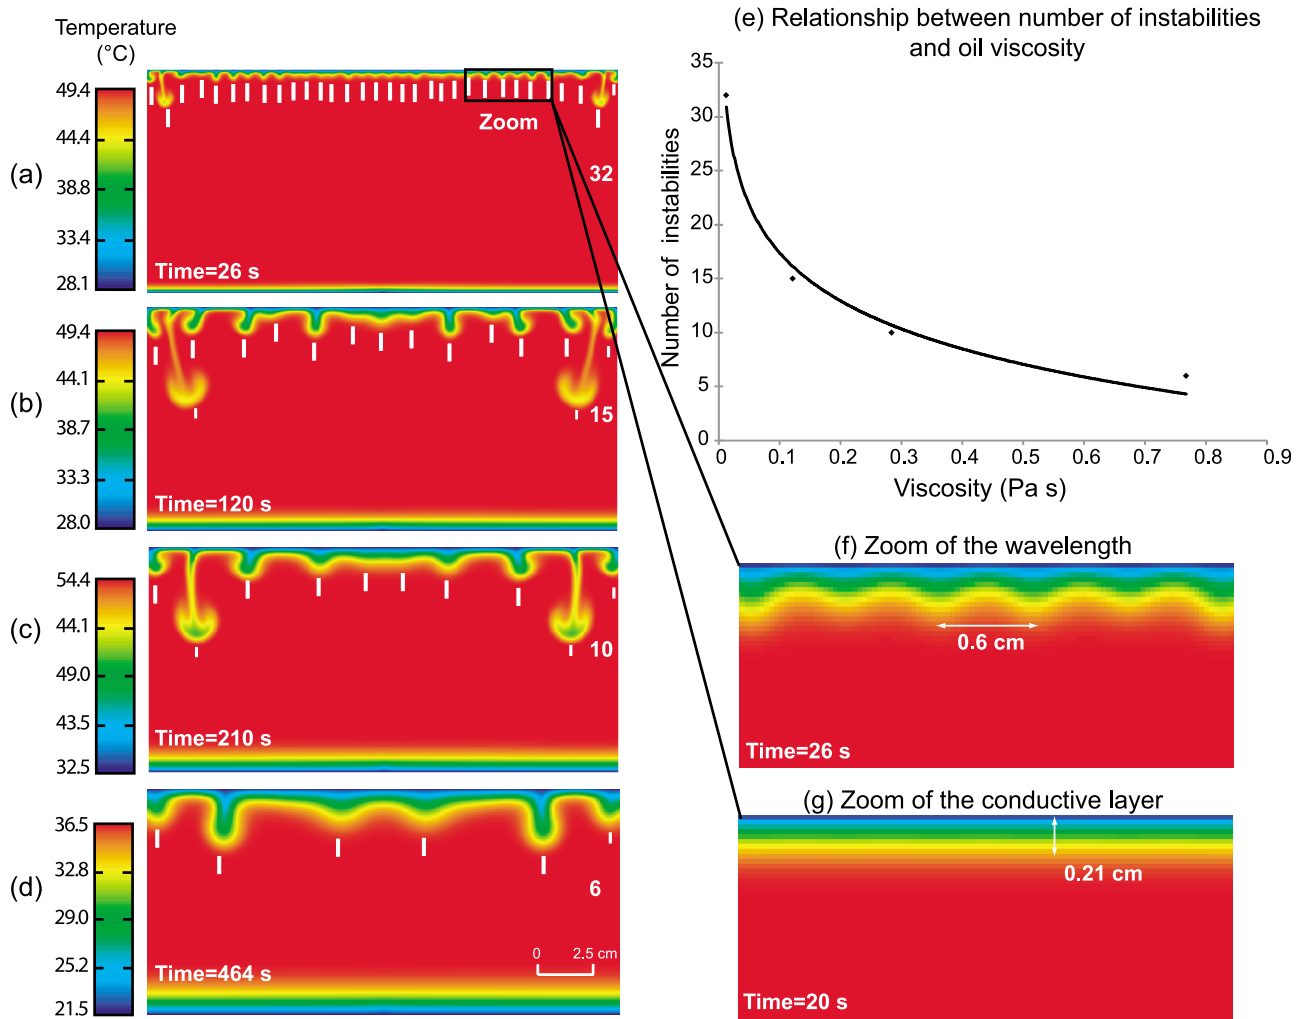 Temperature
(°C)
(a)
49.4
44.4
38.8
33.4
28.1
Zoom
32
Time=26 s
(b)
49.4
44.1
38.7
33.3
28.0
15
Time=120 s
(c)
54.4
44.1
49.0
43.5
32.5
10
Time=210 s
(d)
36.5
32.8
29.0
25.2
21.5
6
0 2.5 cm
Time=464 s
(e) Relationship between number of instabilities
and oil viscosity
Number of instabilities
35
30
25
20
15
10
5
0
0 0.1 0.2 0.3 0.4 0.5 0.6 0.7 0.8 0.9
Viscosity (Pa s)
(f) Zoom of the wavelength
0.6 cm
Time=26 s
(g) Zoom of the conductive layer
0.21 cm
Time=20 s